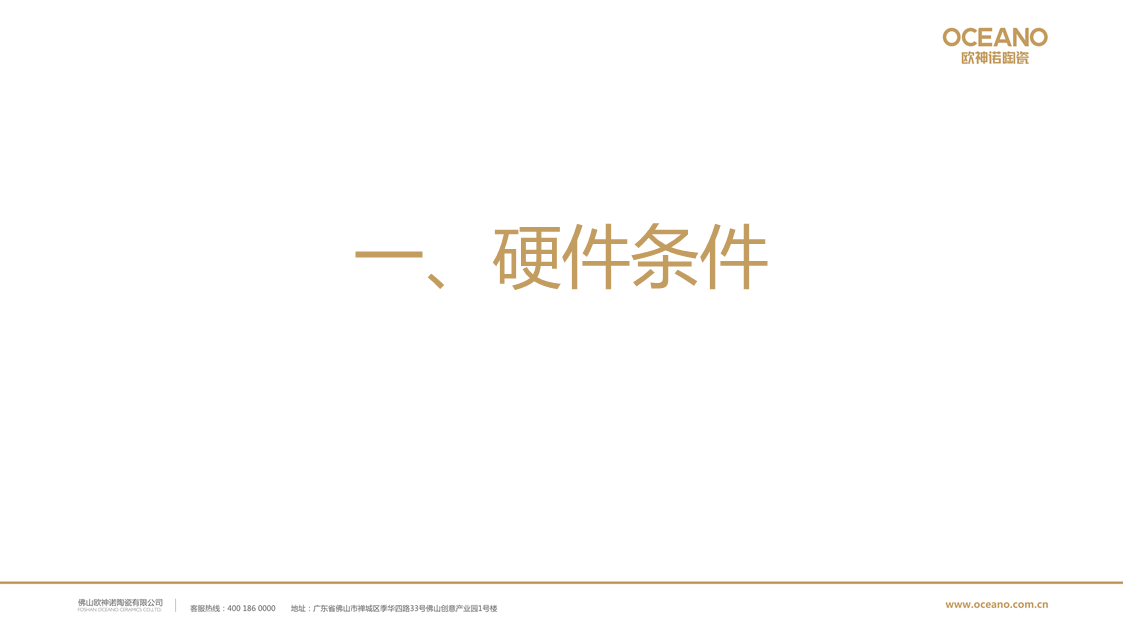 OCEANO
欧神诺陶瓷
一、硬件条件
佛山欧神诺陶瓷有限公司
FOSHAN OCEANO CERAMICS CO.,LTD.
客服热线：400 186 0000 地址：广东省佛山市禅城区季华四路33号佛山创意产业园1号楼
www.oceano.com.cn